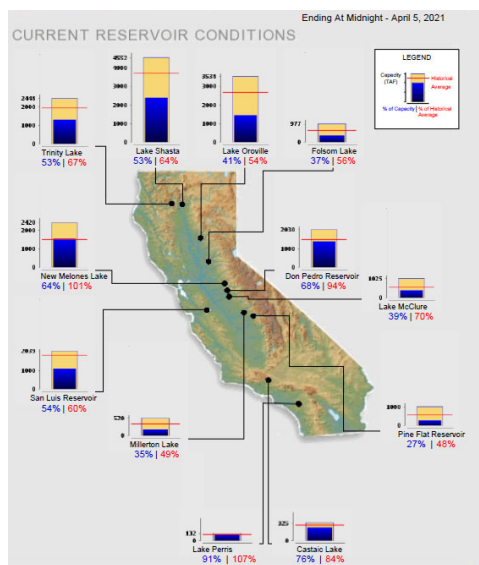 Ending At Midnight - April 5, 2021
CURRENT RESERVOIR CONDITIONS
LEGEND
Capacity
(TAF)
Historical
Average
% of Capacity | % of Historical
Average
2448
2000
1000
0
Trinity Lake
53% | 67%
4552
4000
3000
2000
1000
0
Lake Shasta
53% | 64%
3538
3000
2000
1000
0
Lake Oroville
41% | 54%
977
0
Folsom Lake
37% | 56%
2420
2000
1000
0
New Melones Lake
64% | 101%
2030
1000
0
Don Pedro Reservoir
68% | 94%
1025
0
Lake McClure
39% | 70%
2039
1000
0
San Luis Reservoir
54% | 60%
520
0
Millerton Lake
35% | 49%
1000
0
Pine Flat Reservoir
27% | 48%
132
0
Lake Perris
91% | 107%
325
0
Castaic Lake
76% | 84%